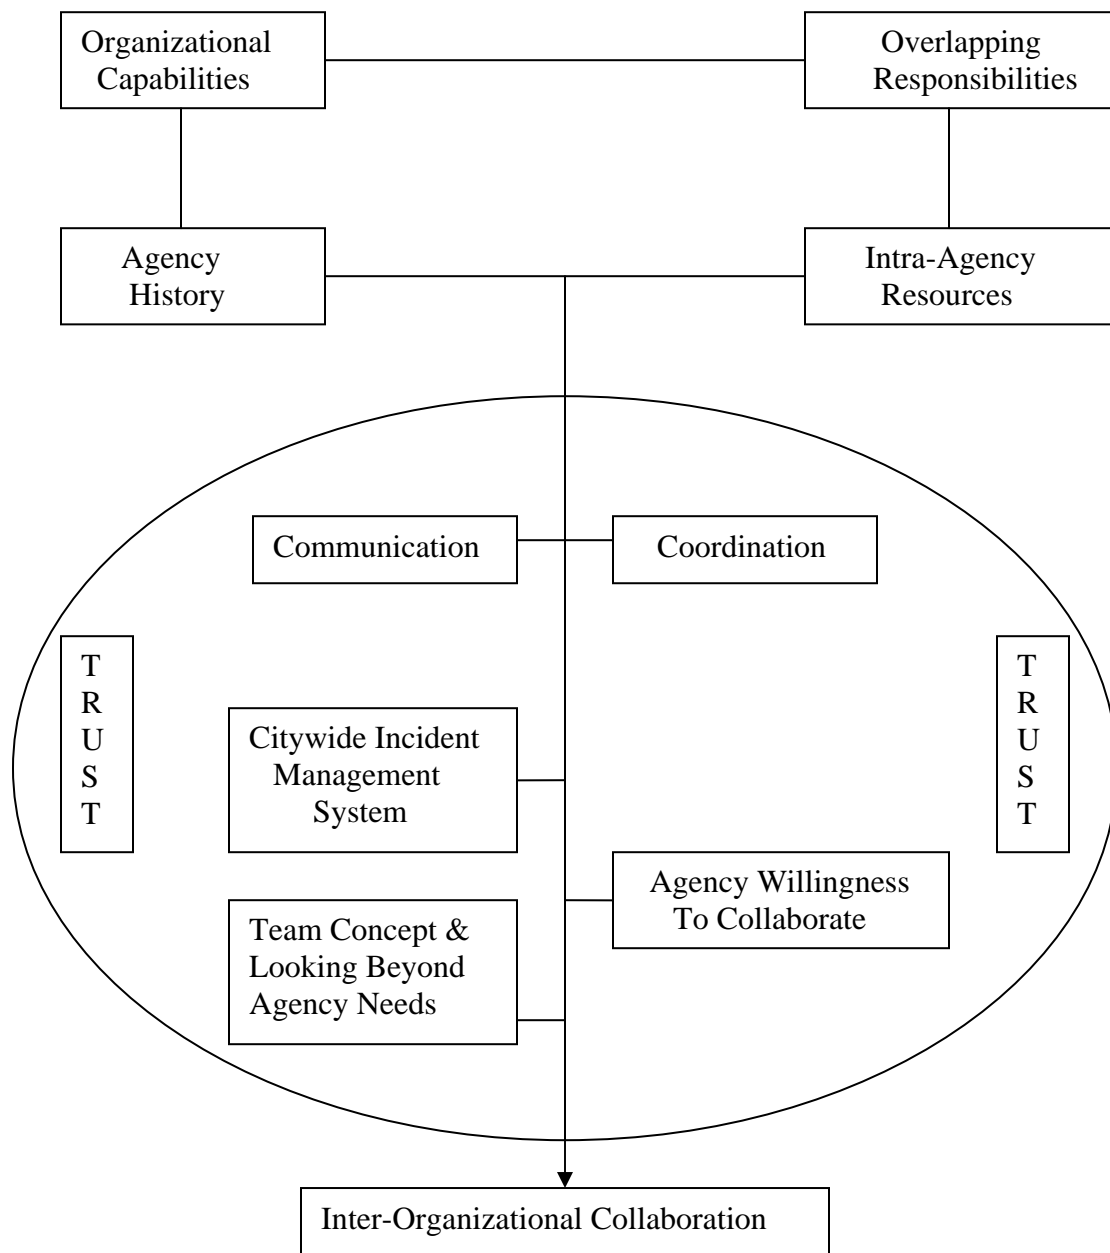 Organizational
Capabilities
Overlapping
Responsibilities
Agency
History
Intra-Agency
Resources
Communication
Coordination
T
R
U
S
T
T
R
U
S
T
Citywide Incident
Management
System
Agency Willingness
To Collaborate
Team Concept &
Looking Beyond
Agency Needs
Inter-Organizational Collaboration